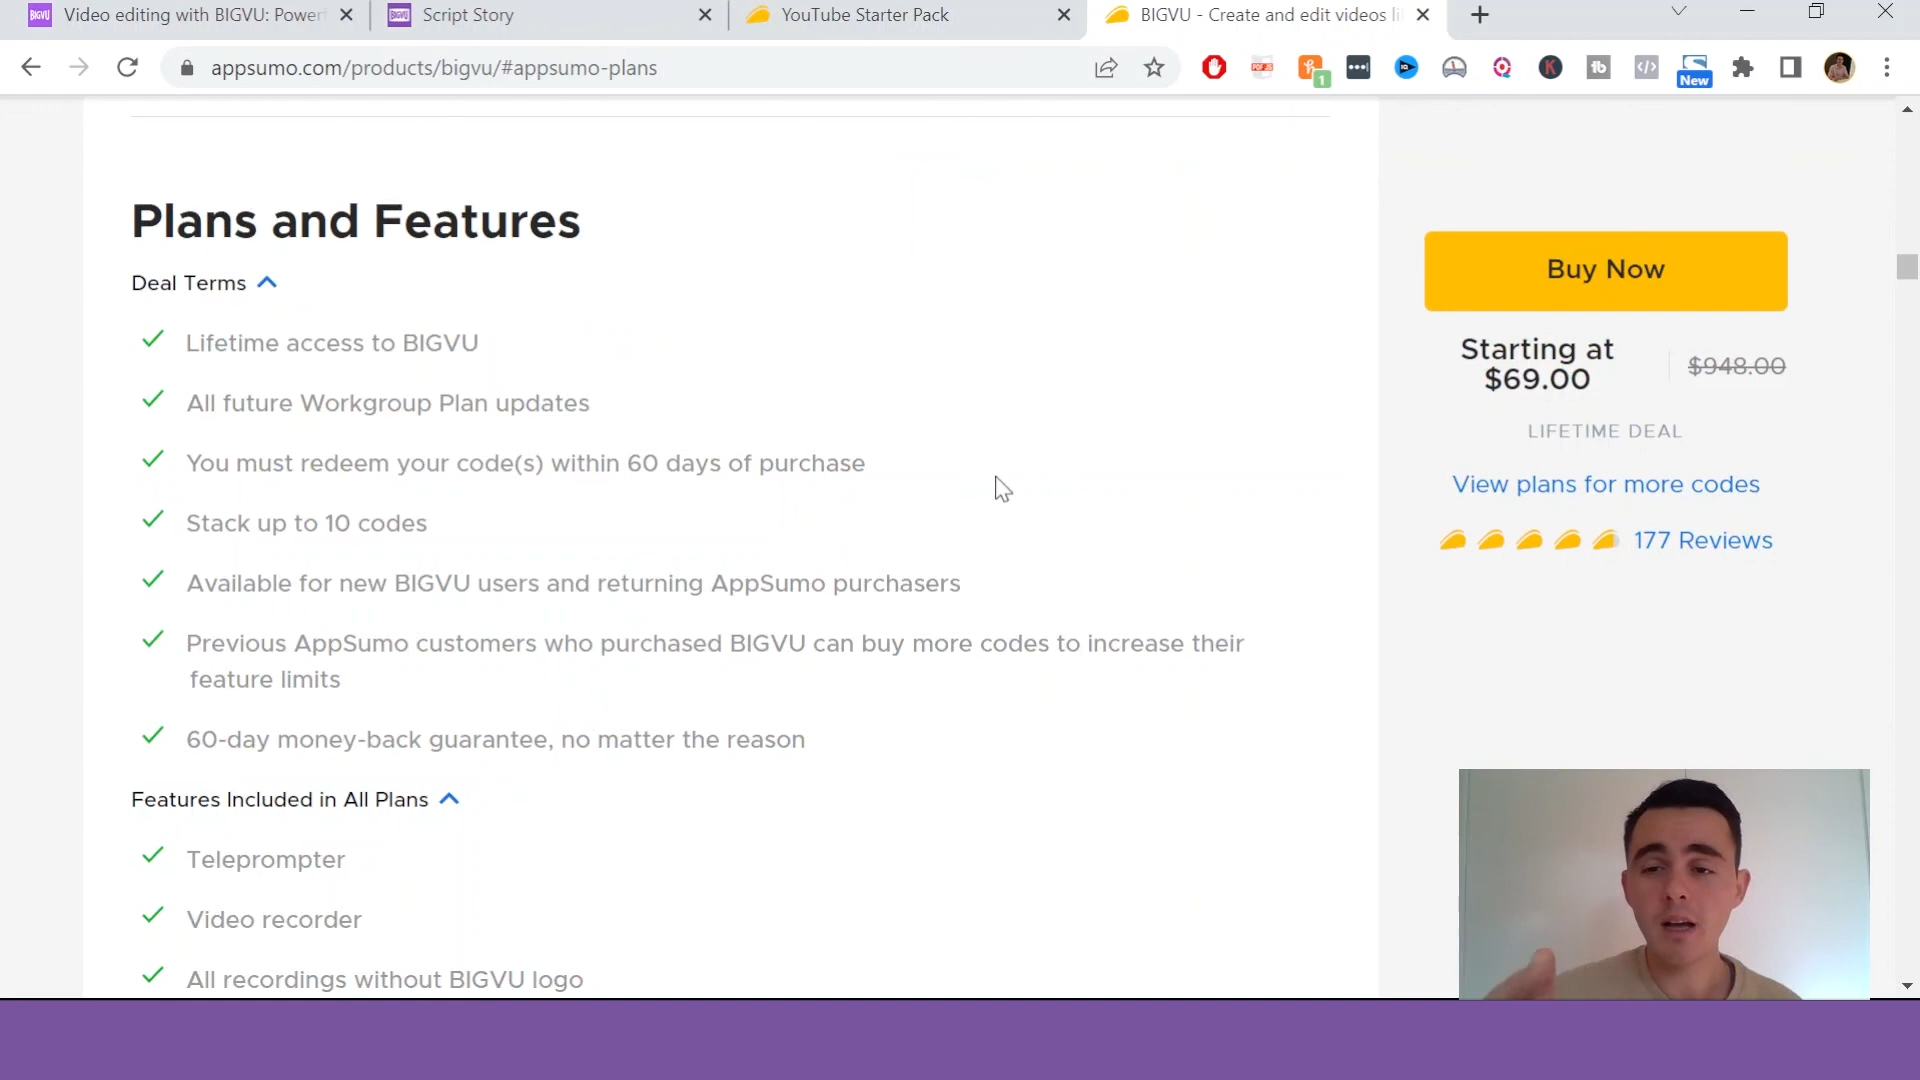 Video editing with BIGVU: Powerf
Script Story
YouTube Starter Pack
BIGVU - Create and edit videos li
appsumo.com/products/bigvu/#appsumo-plans
1
New
Plans and Features
Deal Terms
Lifetime access to BIGVU
All future Workgroup Plan updates
You must redeem your code(s) within 60 days of purchase
Stack up to 10 codes
Available for new BIGVU users and returning AppSumo purchasers
Previous AppSumo customers who purchased BIGVU can buy more codes to increase their
feature limits
60-day money-back guarantee, no matter the reason
Features Included in All Plans
Teleprompter
Video recorder
All recordings without BIGVU logo
Buy Now
Starting at
$69.00
$948.00
LIFETIME DEAL
View plans for more codes
177 Reviews